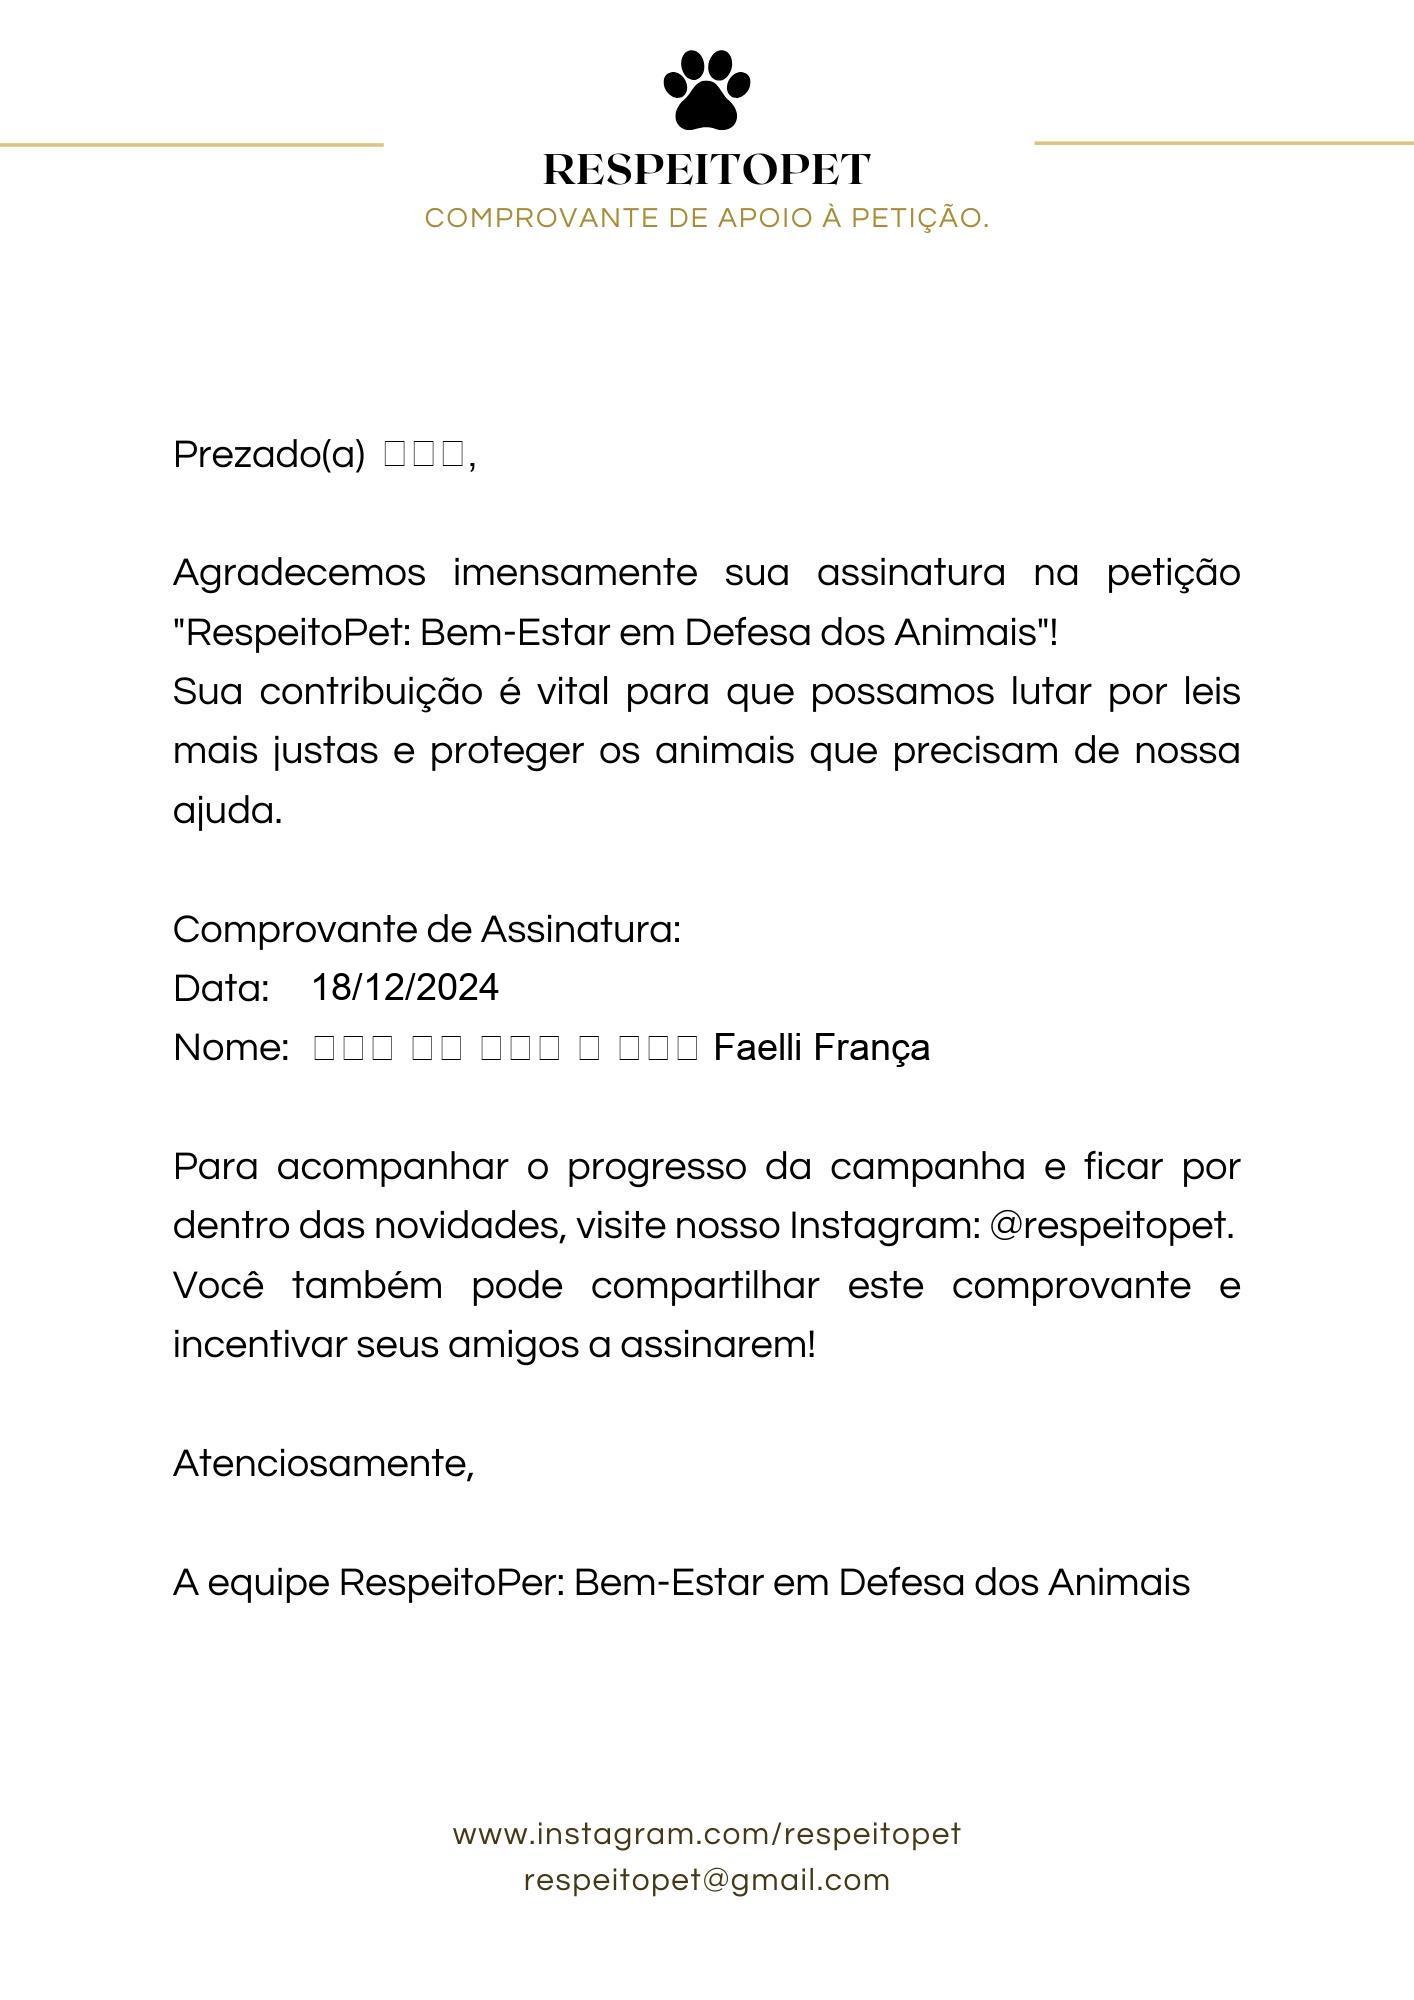 RESPEITOPET
COMPROVANTE DE APOIO À PETIÇÃO.
Prezado(a) □□□,
Agradecemos imensamente sua assinatura na petição
"RespeitoPet: Bem-Estar em Defesa dos Animais"!
Sua contribuição é vital para que possamos lutar por leis
mais justas e proteger os animais que precisam de nossa
ajuda.
Comprovante de Assinatura:
Data: 18/12/2024
Nome: □□□ □□ □□□ □ □□□ Faelli França
Para acompanhar o progresso da campanha e ficar por
dentro das novidades, visite nosso Instagram: @respeitopet.
Você também pode compartilhar este comprovante e
incentivar seus amigos a assinarem!
Atenciosamente,
A equipe RespeitoPer: Bem-Estar em Defesa dos Animais
www.instagram.com/respeitopet
respeitopet@gmail.com